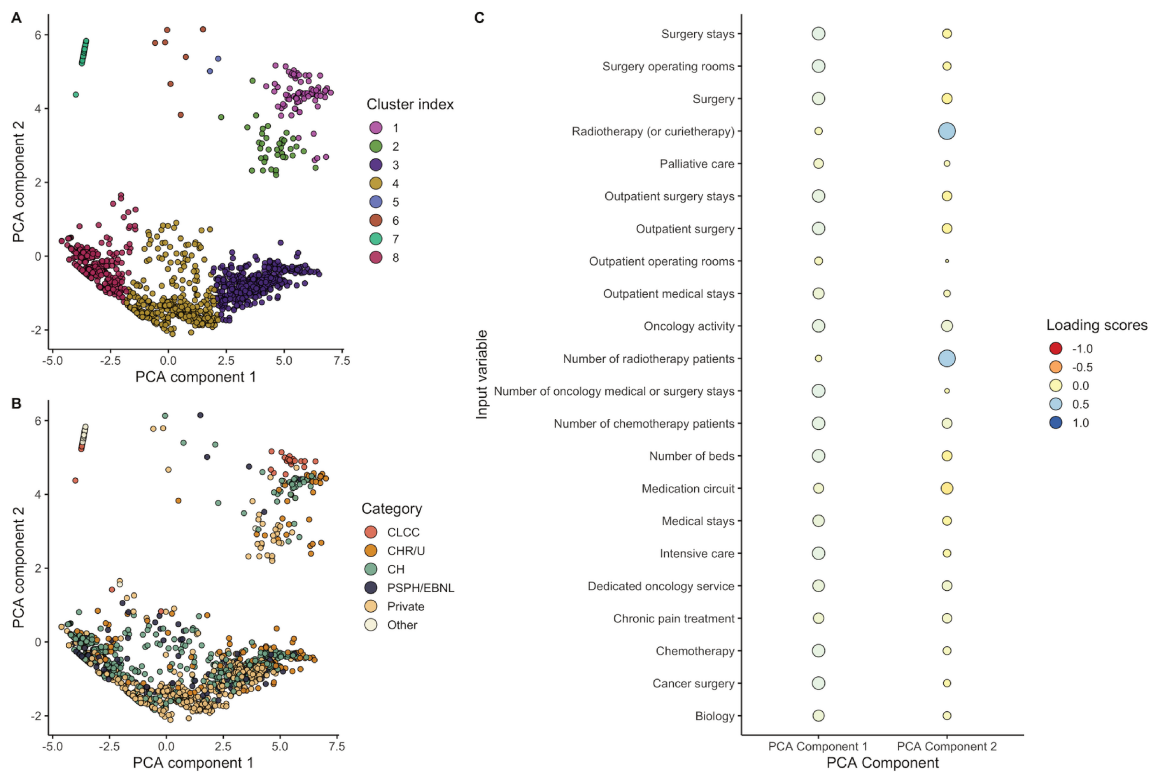 A
PCA component 2
6
4
2
0
-2
-5.0 -2.5 0.0 2.5 5.0 7.5
PCA component 1
Cluster index
1
2
3
4
5
6
7
8
B
PCA component 2
6
4
2
0
-2
-5.0 -2.5 0.0 2.5 5.0 7.5
PCA component 1
Category
CLCC
CHR/U
CH
PSPH/EBNL
Private
Other
C
Input variable
Surgery stays
Surgery operating rooms
Surgery
Radiotherapy (or curietherapy)
Palliative care
Outpatient surgery stays
Outpatient surgery
Outpatient operating rooms
Outpatient medical stays
Oncology activity
Number of radiotherapy patients
Number of oncology medical or surgery stays
Number of chemotherapy patients
Number of beds
Medication circuit
Medical stays
Intensive care
Dedicated oncology service
Chronic pain treatment
Chemotherapy
Cancer surgery
Biology
PCA Component 1 PCA Component 2
PCA Component
Loading scores
-1.0
-0.5
0.0
0.5
1.0